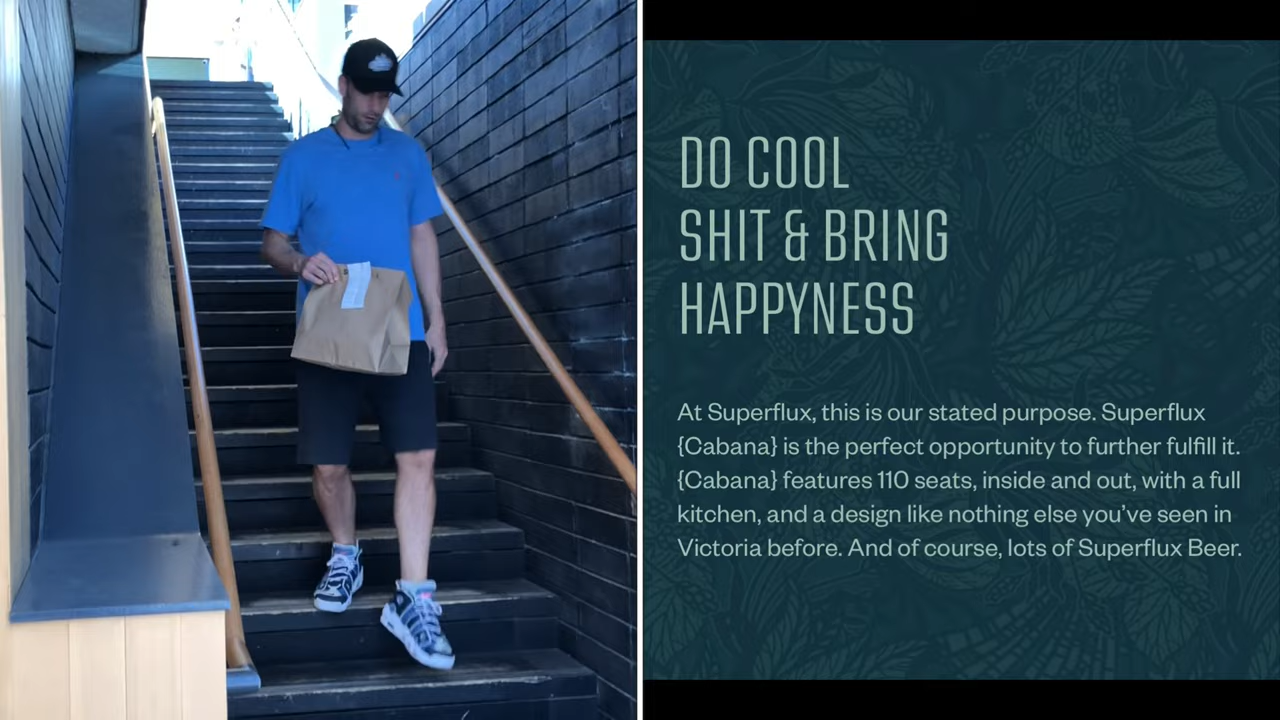 DO COOL
SHIT & BRING
HAPPYNESS
At Superflux, this is our stated purpose. Superflux
{Cabana} is the perfect opportunity to further fulfill it.
{Cabana} features 110 seats, inside and out, with a full
kitchen, and a design like nothing else you’ve seen in
Victoria before. And of course, lots of Superflux Beer.